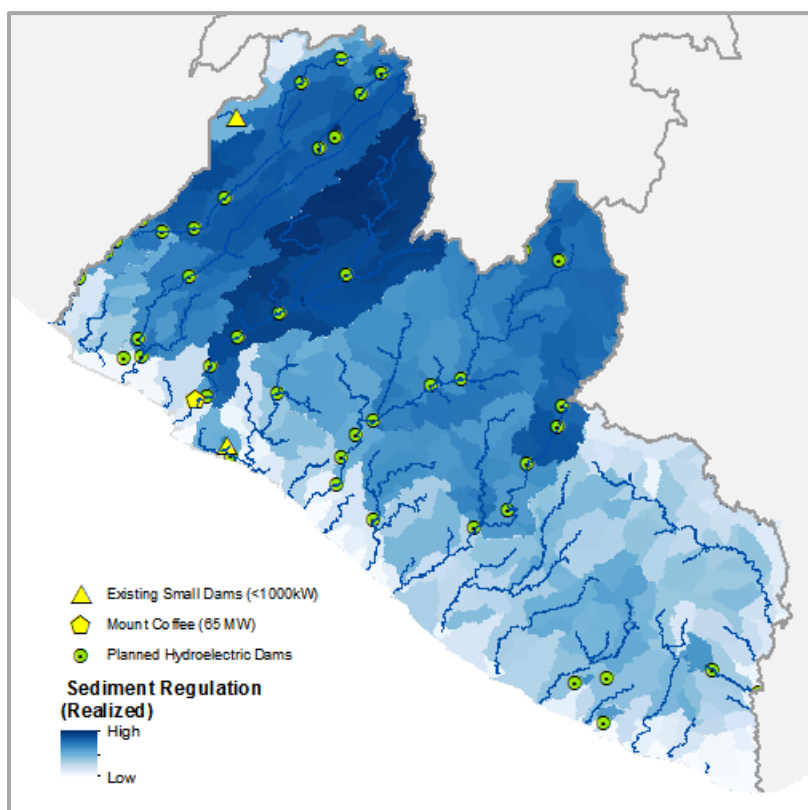 Existing Small Dams (<1000kW)
Mount Coffee (65 MW)
Planned Hydroelectric Dams
Sediment Regulation
(Realized)
High
Low